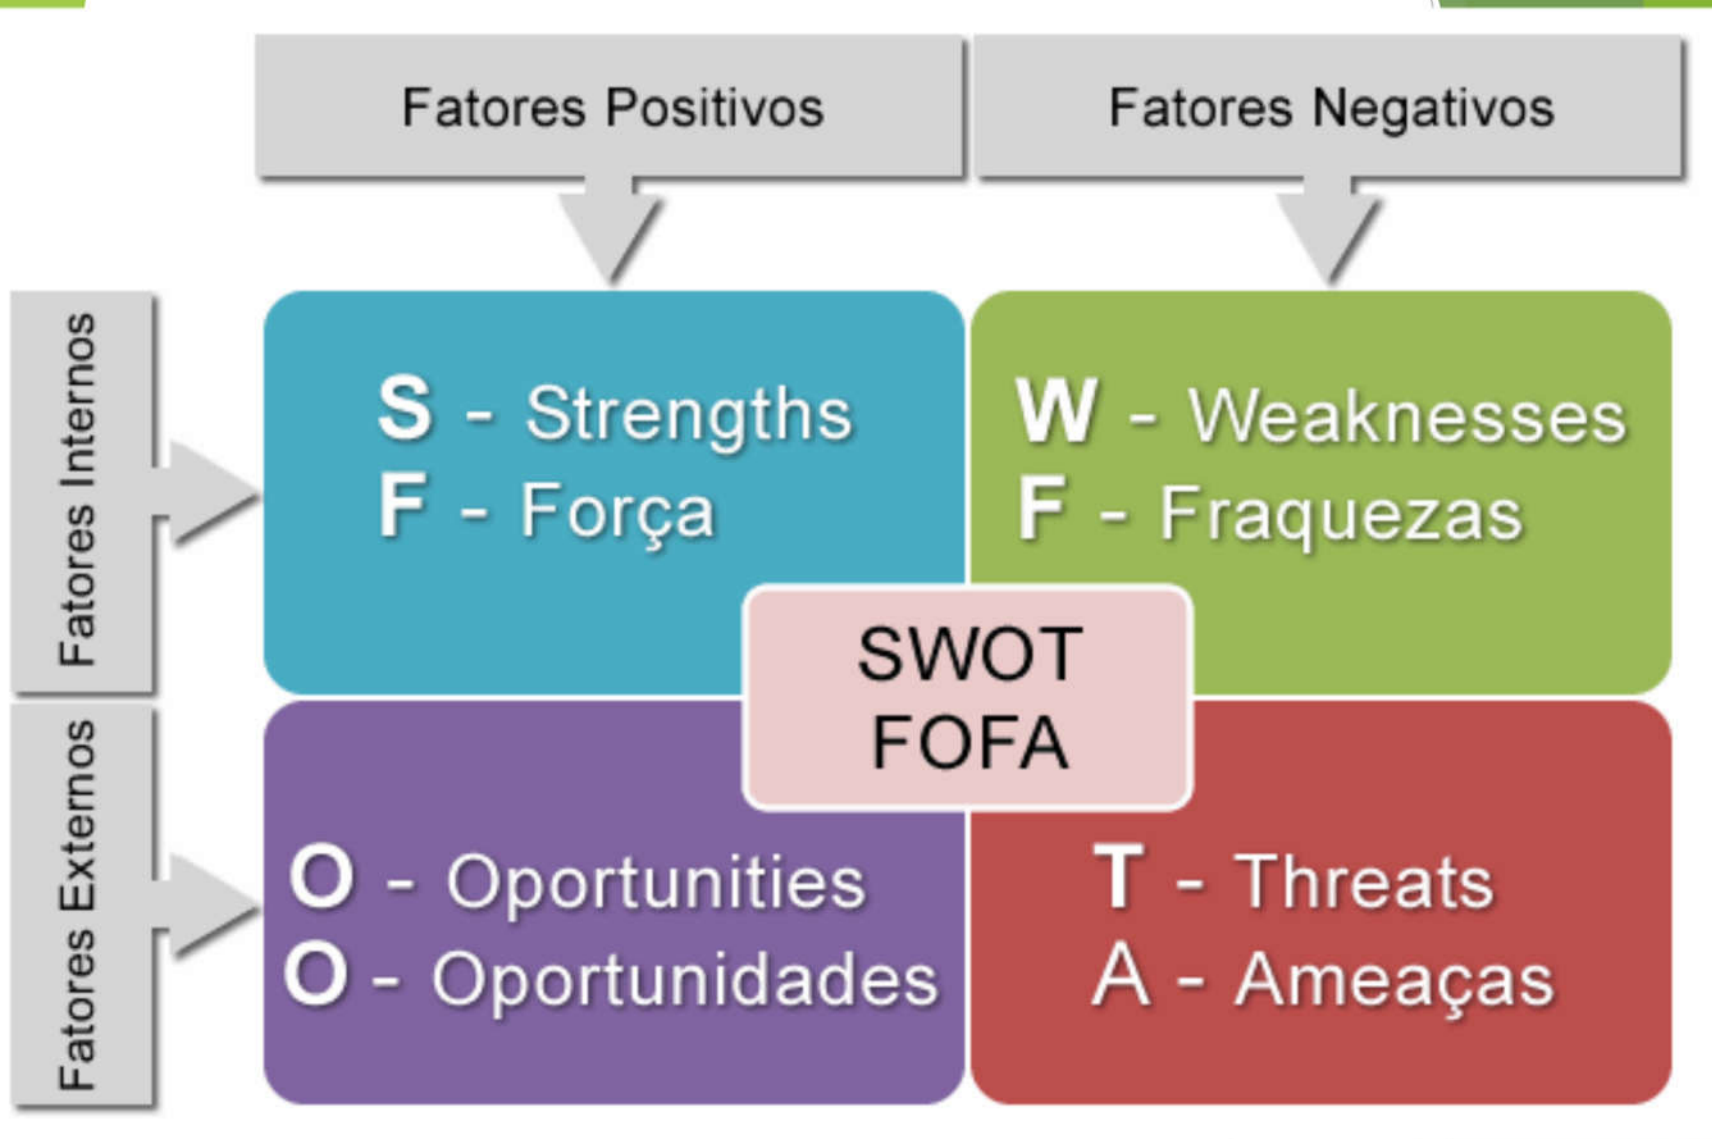 Fatores Positivos
Fatores Negativos
Fatores Internos
S - Strengths
F - Força
W - Weaknesses
F - Fraquezas
SWOT
FOFA
Fatores Externos
O - Oportunities
O - Oportunidades
T - Threats
A - Ameaças